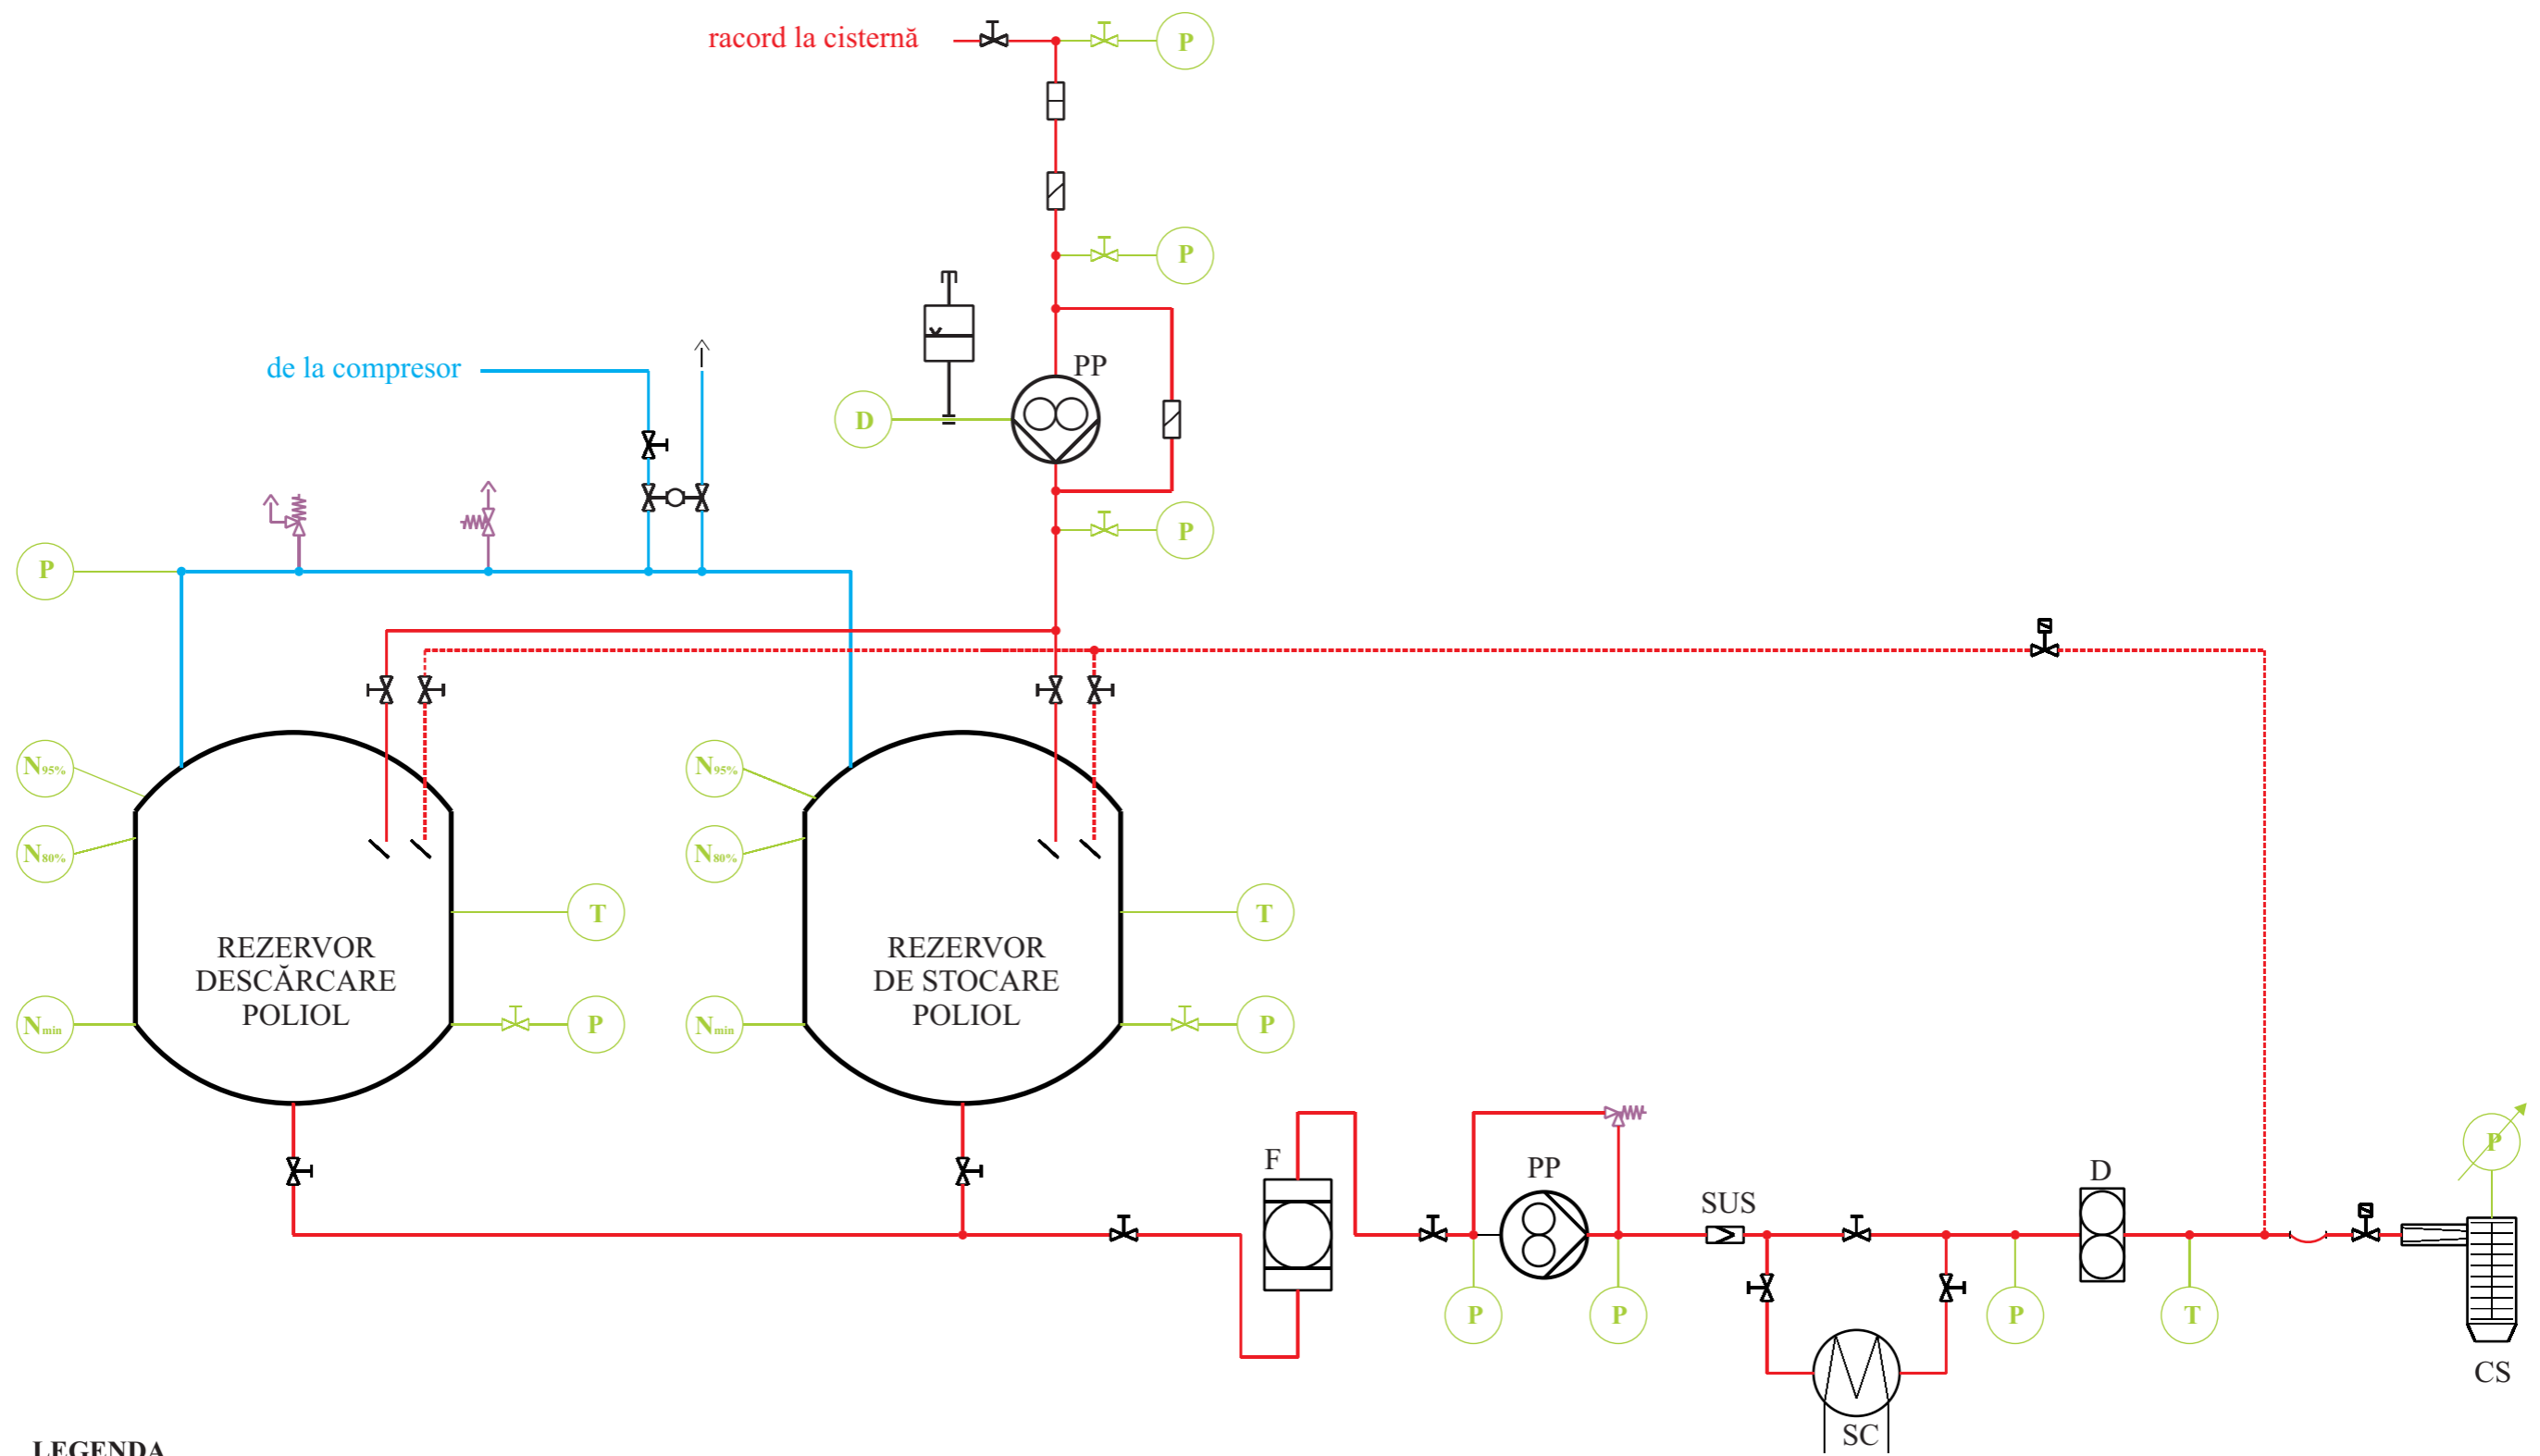 racord la cisternă
P
P
de la compresor
PP
D
P
P
N95%
N95%
N80%
N80%
T
T
REZERVOR
DESCĂRCARE
POLIOL
REZERVOR
DE STOCARE
POLIOL
Nmin
P
Nmin
P
F
PP
SUS
D
P
P
P
P
T
CS
SC
LEGENDA